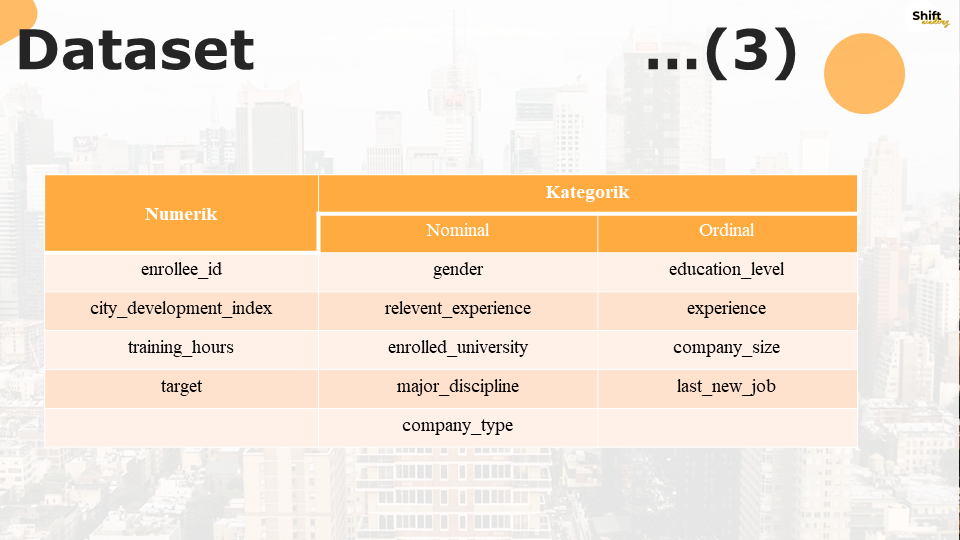 Shift
academy
Dataset ...(3)
Numerik Kategorik
Nominal Ordinal
enrollee_id gender education_level
city_development_index relevent_experience experience
training_hours enrolled_university company_size
target major_discipline last_new_job
company_type